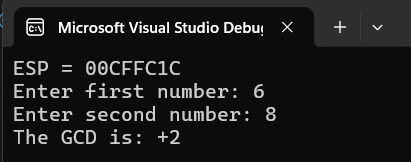 Microsoft Visual Studio Debug
ESP = 00CFFC1C
Enter first number: 6
Enter second number: 8
The GCD is: +2